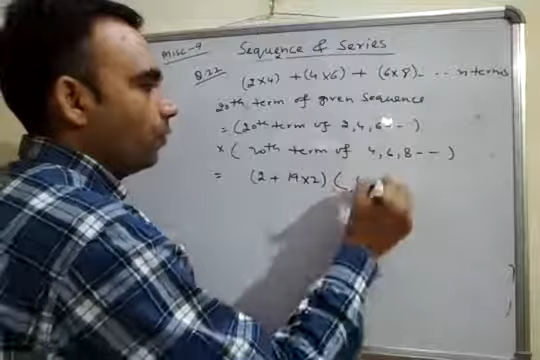 Misc-9
Sequence & Series
Q.22 (2×4) + (4×6) + (6×8) - ... n terms
20th term of given sequence
= (20th term of 2, 4, 6 - - )
× ( 20th term of 4, 6, 8 - - )
= (2 + 19×2) (